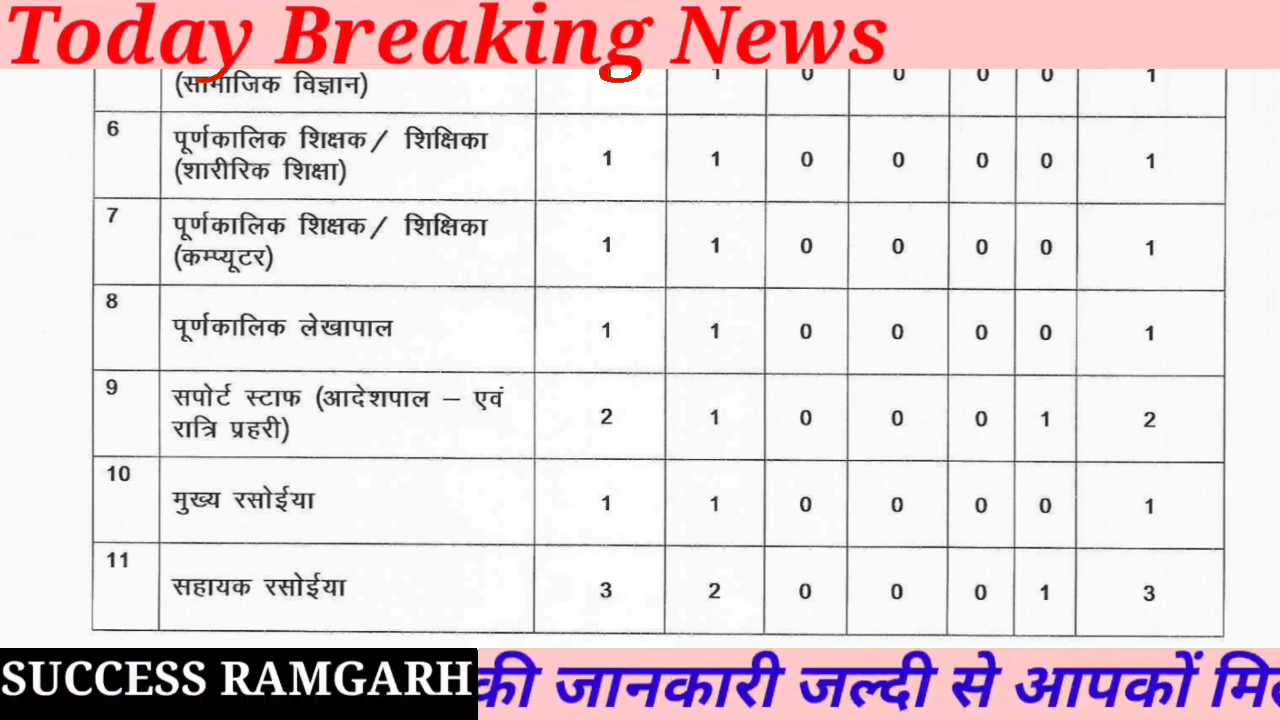 Today Breaking News
(सामाजिक विज्ञान) 1 0 0 0 0 1
6 पूर्णकालिक शिक्षक / शिक्षिका
(शारीरिक शिक्षा) 1 1 0 0 0 0 1
7 पूर्णकालिक शिक्षक / शिक्षिका
(कम्प्यूटर) 1 1 0 0 0 0 1
8 पूर्णकालिक लेखापाल 1 1 0 0 0 0 1
9 सपोर्ट स्टाफ (आदेशपाल – एवं
रात्रि प्रहरी) 2 1 0 0 0 1 2
10 मुख्य रसोईया 1 1 0 0 0 0 1
11 सहायक रसोईया 3 2 0 0 0 1 3
SUCCESS RAMGARH की जानकारी जल्दी से आपकों